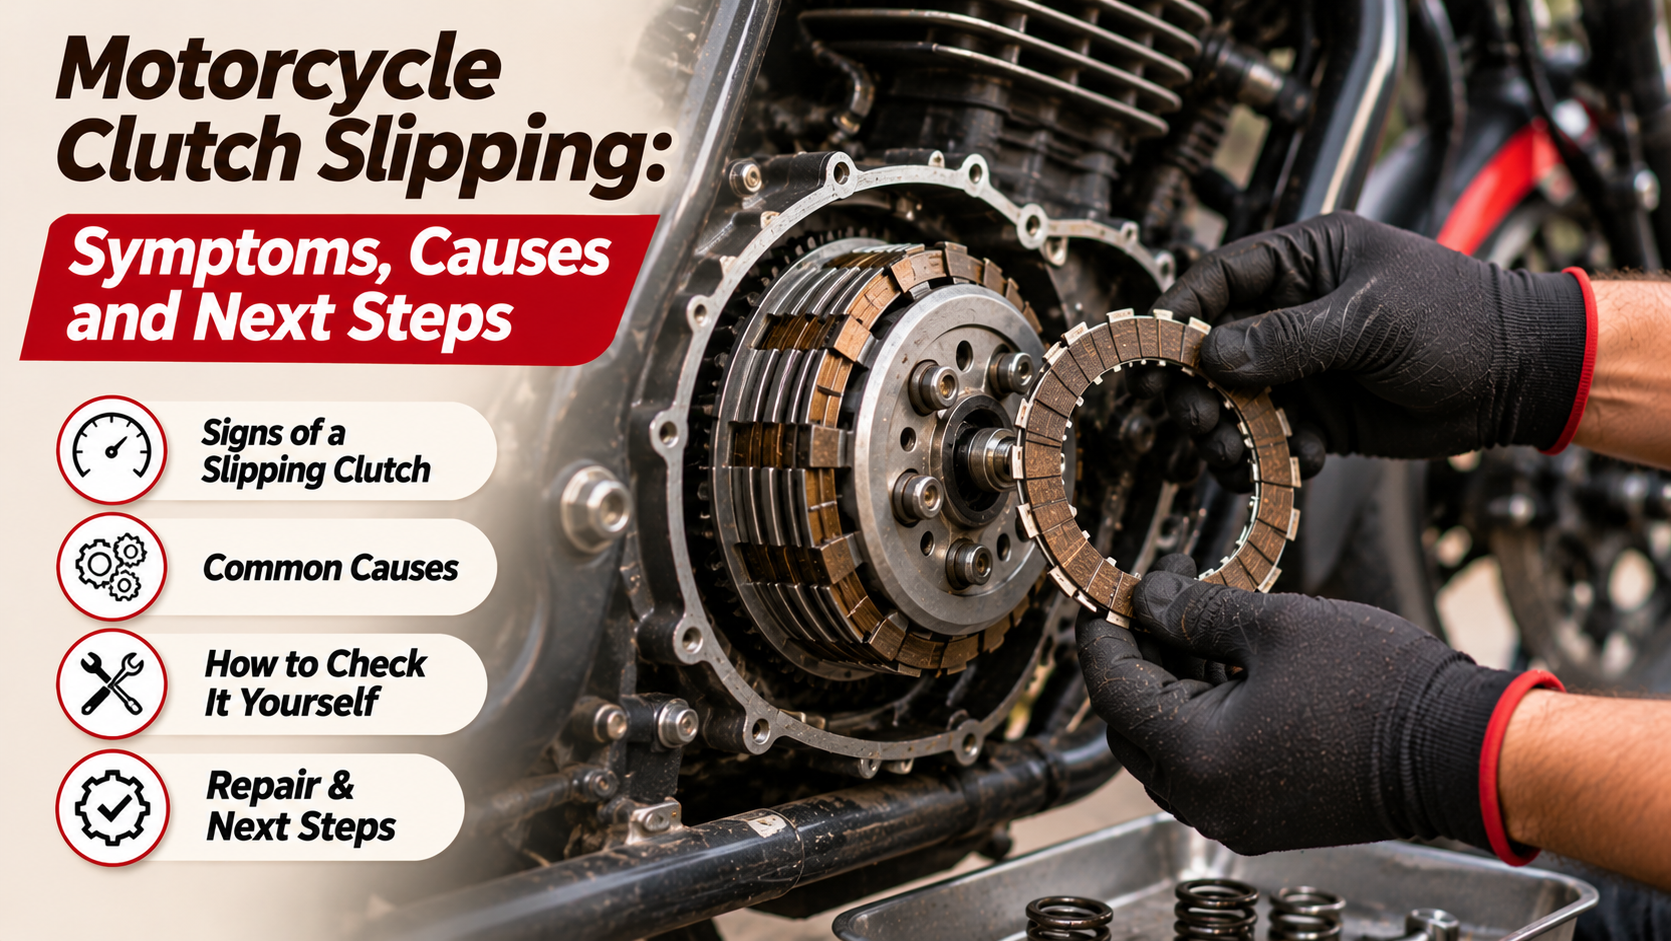 Motorcycle
Clutch Slipping:
Symptoms, Causes
and Next Steps
Signs of a
Slipping Clutch
Common Causes
How to Check
It Yourself
Repair &
Next Steps